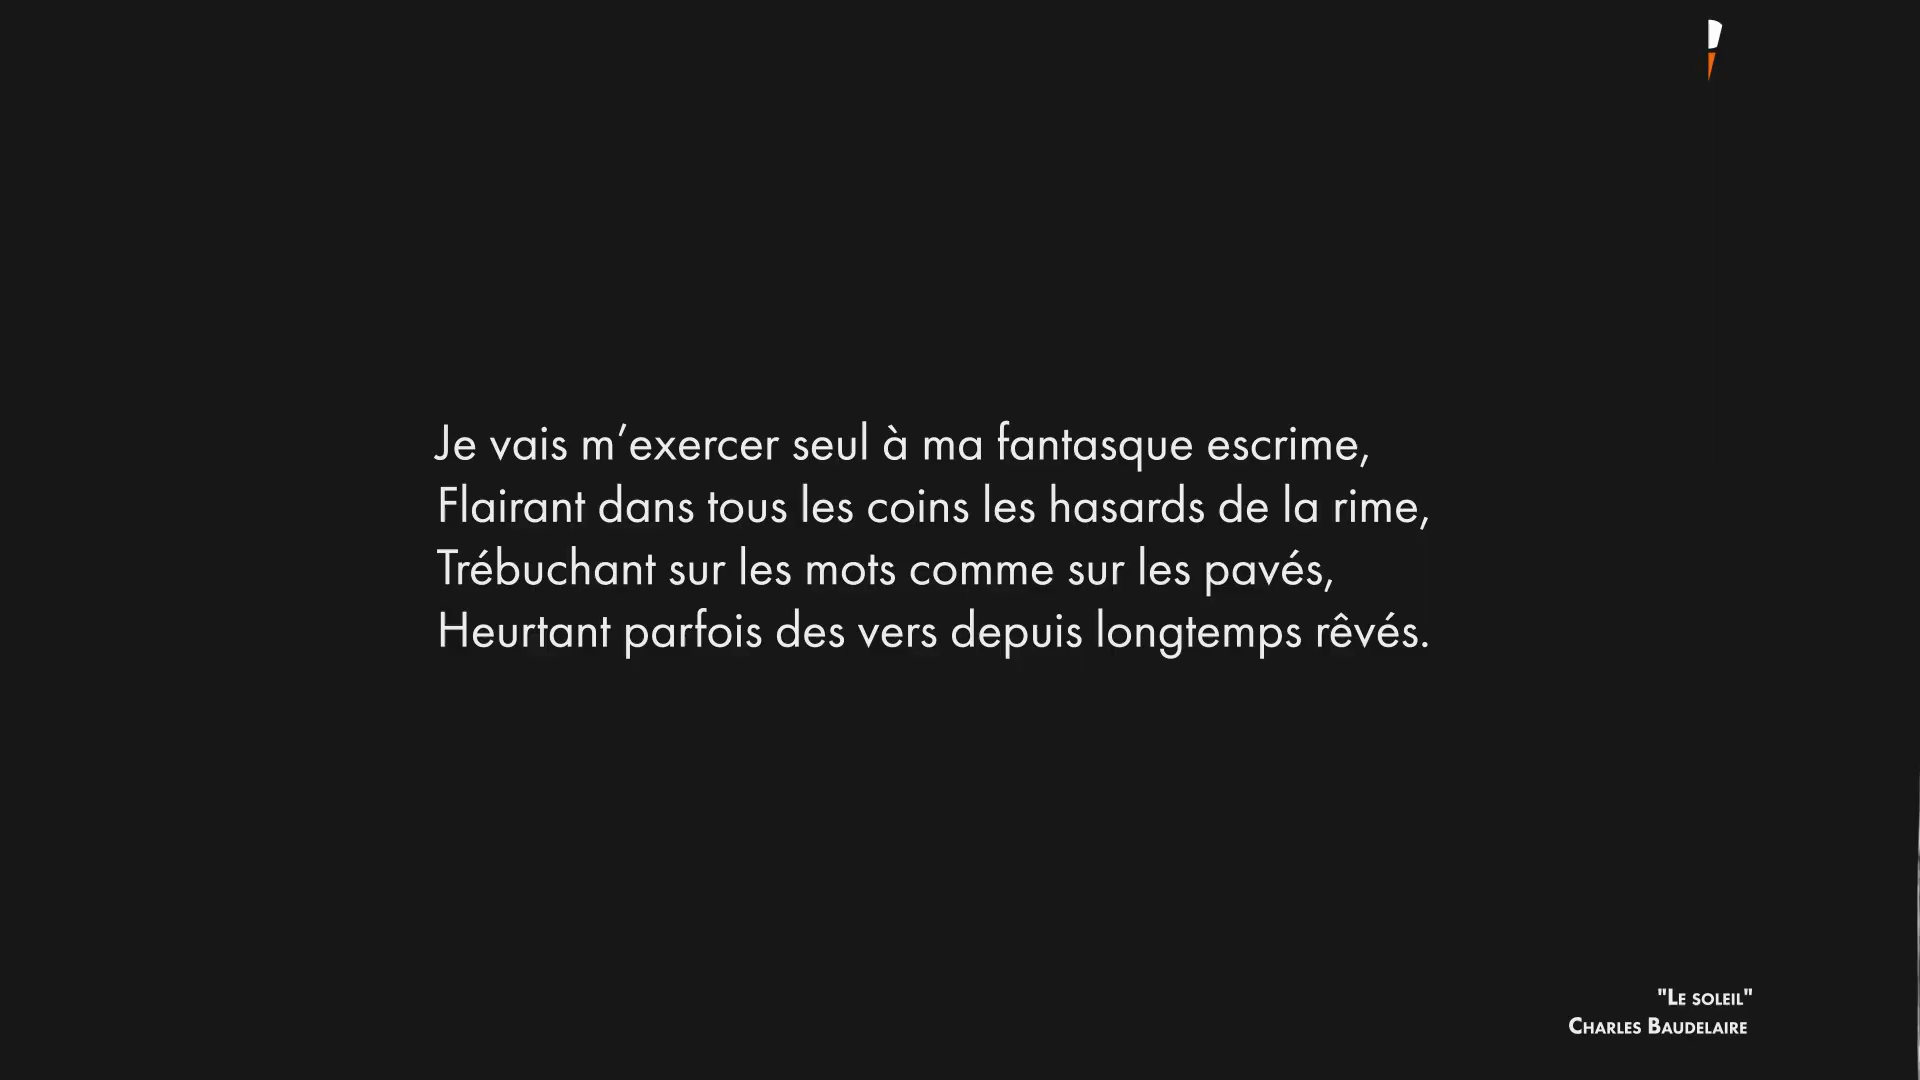 Je vais m’exercer seul à ma fantasque escrime,
Flairant dans tous les coins les hasards de la rime,
Trébuchant sur les mots comme sur les pavés,
Heurtant parfois des vers depuis longtemps rêvés.
"Le soleil"
Charles Baudelaire